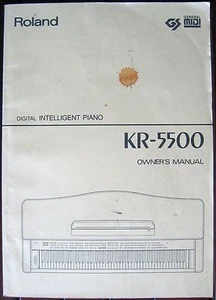 Roland
GS
GENERAL
MIDI
DIGITAL INTELLIGENT PIANO
KR-5500
OWNER'S MANUAL